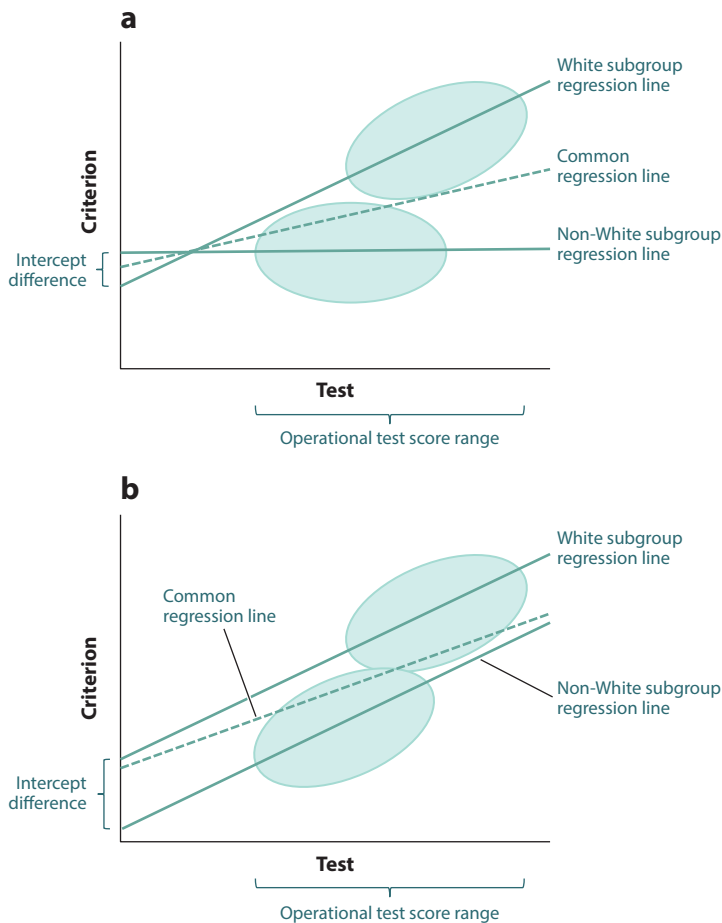 a
White subgroup
regression line
Common
regression line
Non-White subgroup
regression line
Criterion
Intercept
difference
Test
Operational test score range
b
White subgroup
regression line
Common
regression line
Non-White subgroup
regression line
Criterion
Intercept
difference
Test
Operational test score range